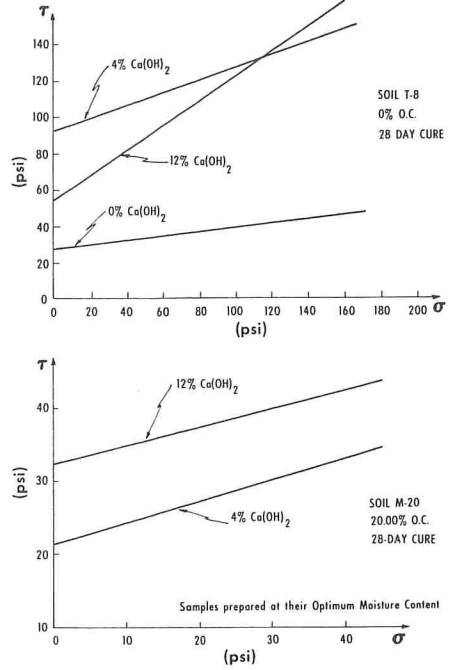 τ
140
120
100
80
60
40
20
0
(psi)
4% Ca(OH)2
12% Ca(OH)2
0% Ca(OH)2
SOIL T-8
0% O.C.
28 DAY CURE
0 20 40 60 80 100 120 140 160 180 200 σ
(psi)
τ
40
30
20
10
(psi)
12% Ca(OH)2
4% Ca(OH)2
SOIL M-20
20.00% O.C.
28-DAY CURE
Samples prepared at their Optimum Moisture Content
0 10 20 30 40 σ
(psi)